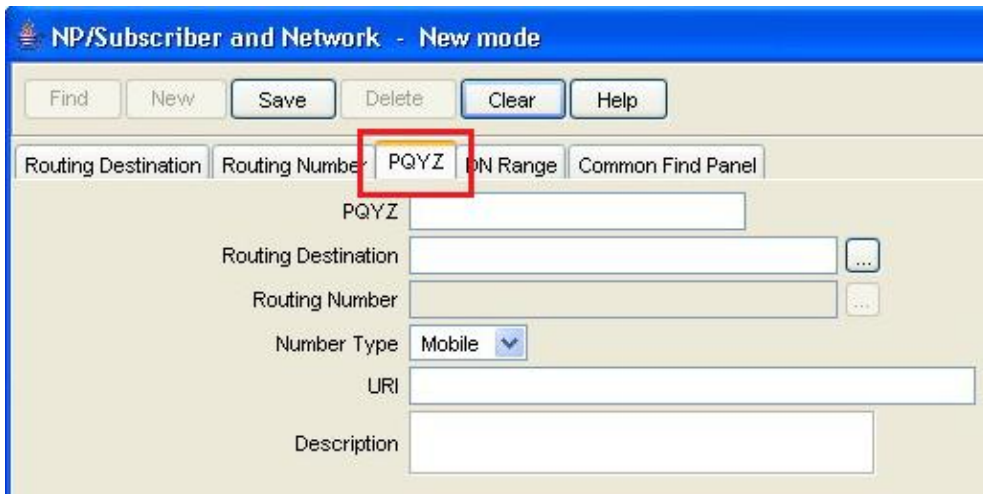 NP/Subscriber and Network - New mode
Find New Save Delete Clear Help
Routing Destination Routing Number PQYZ DN Range Common Find Panel
PQYZ
Routing Destination ...
Routing Number ...
Number Type Mobile
URI
Description